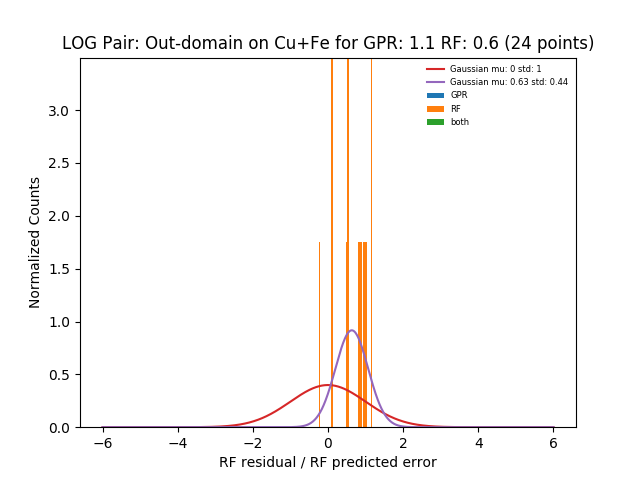 LOG Pair: Out-domain on Cu+Fe for GPR: 1.1 RF: 0.6 (24 points)
Gaussian mu: 0 std: 1
Gaussian mu: 0.63 std: 0.44
GPR
RF
both
Normalized Counts
3.0
2.5
2.0
1.5
1.0
0.5
0.0
−6 −4 −2 0 2 4 6
RF residual / RF predicted error